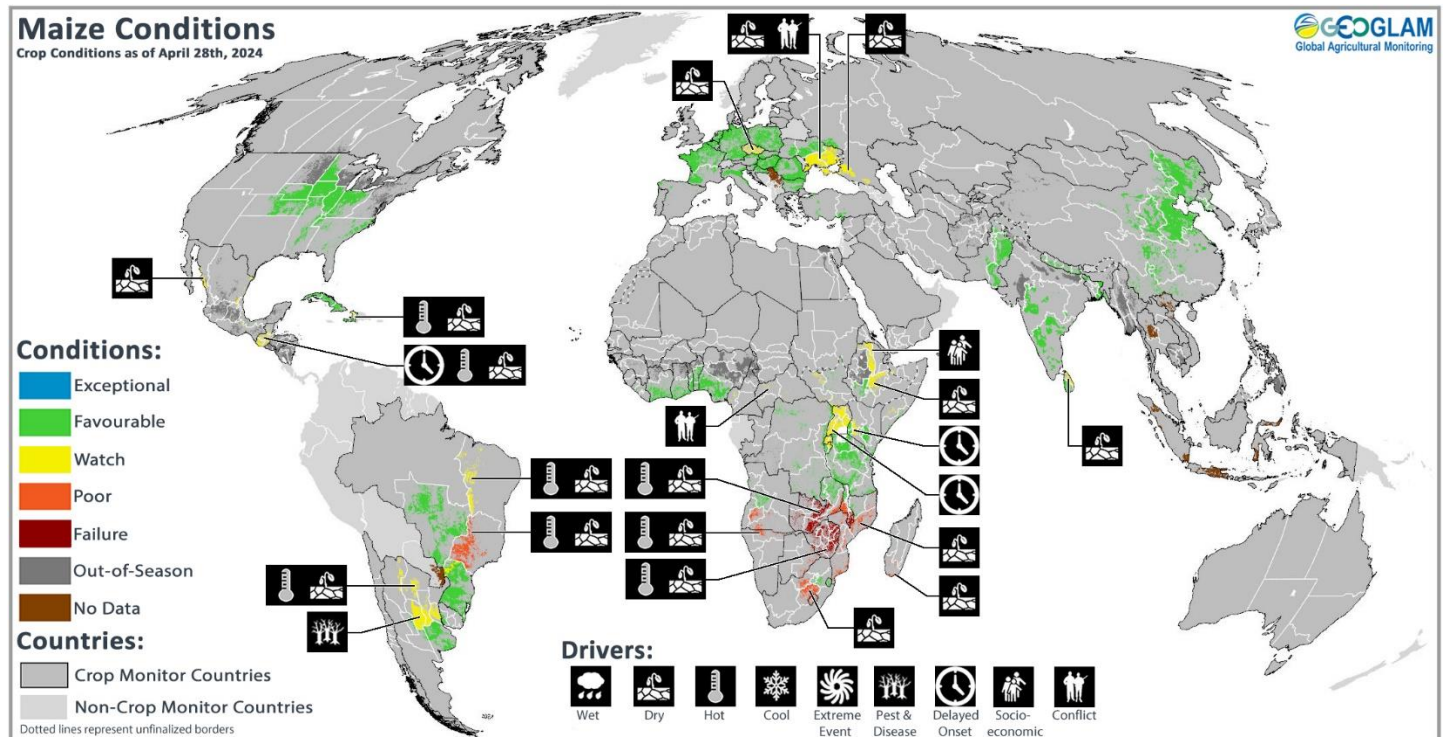 Maize Conditions
Crop Conditions as of April 28th, 2024
GEOGLAM
Global Agricultural Monitoring
Conditions:
Exceptional
Favourable
Watch
Poor
Failure
Out-of-Season
No Data
Countries:
Crop Monitor Countries
Non-Crop Monitor Countries
Dotted lines represent unfinalized borders
Drivers:
Wet
Dry
Hot
Cool
Extreme
Event
Pest &
Disease
Delayed
Onset
Socio-
economic
Conflict